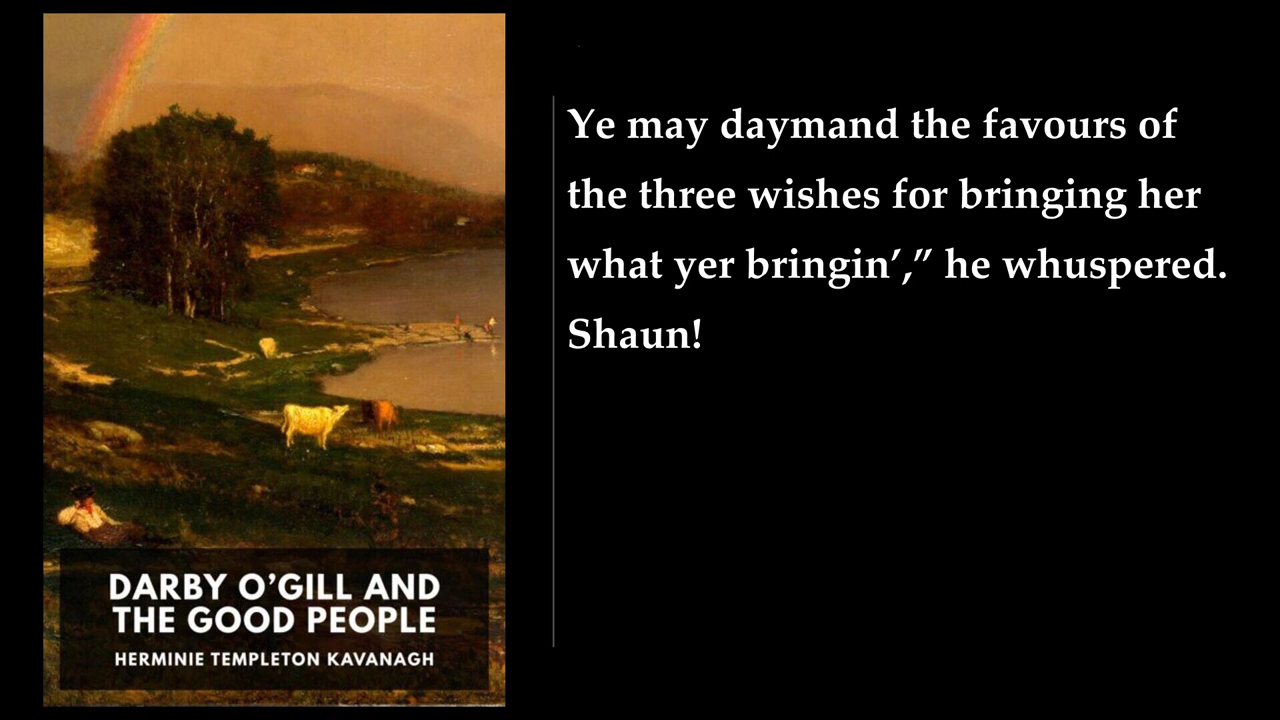 Ye may daymand the favours of
the three wishes for bringing her
what yer bringin’,” he whuspered.
Shaun!
DARBY O’GILL AND
THE GOOD PEOPLE
HERMINIE TEMPLETON KAVANAGH